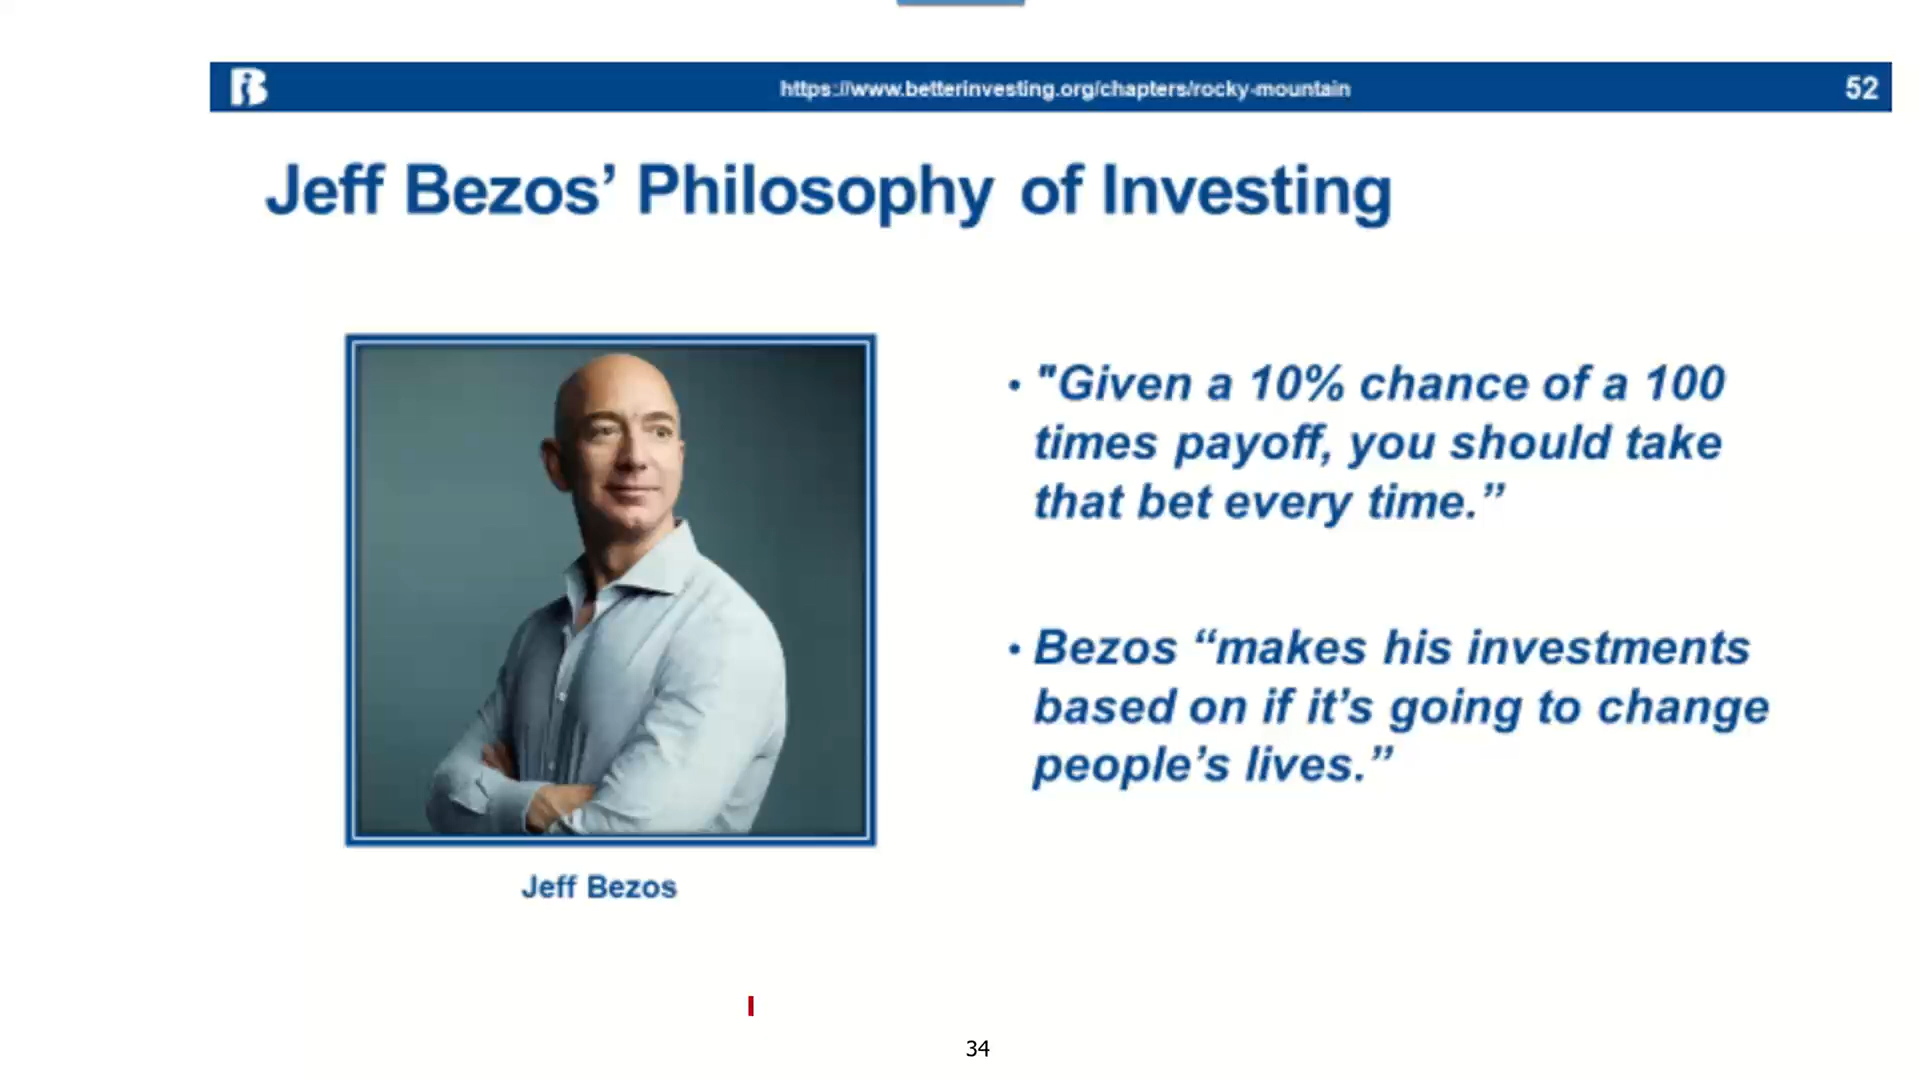 https://www.betterinvesting.org/chapters/rocky-mountain
52
Jeff Bezos’ Philosophy of Investing
• "Given a 10% chance of a 100
times payoff, you should take
that bet every time.”
• Bezos “makes his investments
based on if it’s going to change
people’s lives.”
Jeff Bezos
34